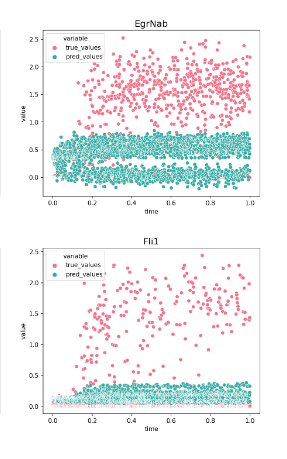 EgrNab
variable
true_values
pred_values
2.5
2.0
1.5
1.0
0.5
0.0
value
0.0 0.2 0.4 0.6 0.8 1.0
time
Fli1
variable
true_values
pred_values
2.5
2.0
1.5
1.0
0.5
0.0
value
0.0 0.2 0.4 0.6 0.8 1.0
time